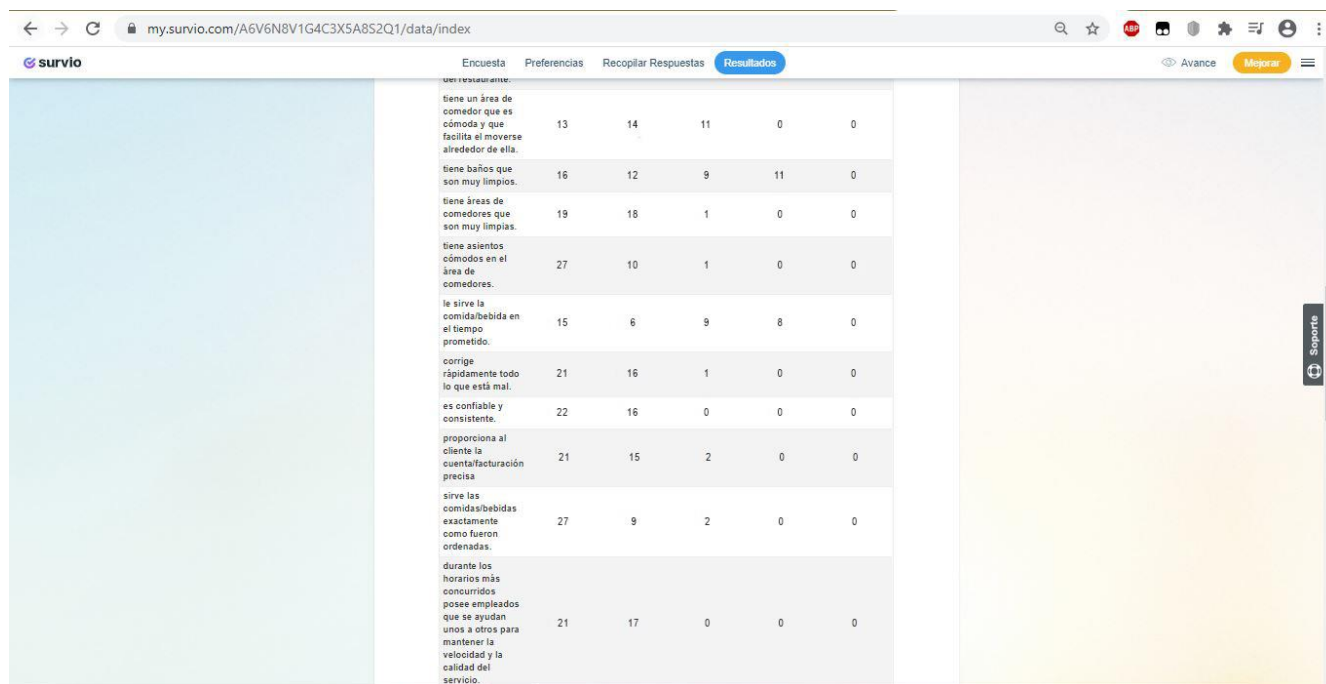 my.survio.com/A6V6N8V1G4C3X5A8S2Q1/data/index
ABP
survio
Encuesta Preferencias Recopilar Respuestas Resultados
Avance Mejorar
del restaurante.
tiene un área de
comedor que es
cómoda y que
facilita el moverse
alrededor de ella.
13 14 11 0 0
tiene baños que
son muy limpios.
16 12 9 11 0
tiene áreas de
comedores que
son muy limpias.
19 18 1 0 0
tiene asientos
cómodos en el
área de
comedores.
27 10 1 0 0
le sirve la
comida/bebida en
el tiempo
prometido.
15 6 9 8 0
corrige
rápidamente todo
lo que está mal.
21 16 1 0 0
es confiable y
consistente.
22 16 0 0 0
proporciona al
cliente la
cuenta/facturación
precisa
21 15 2 0 0
sirve las
comidas/bebidas
exactamente
como fueron
ordenadas.
27 9 2 0 0
durante los
horarios más
concurridos
posee empleados
que se ayudan
unos a otros para
mantener la
velocidad y la
calidad del
servicio.
21 17 0 0 0
Soporte